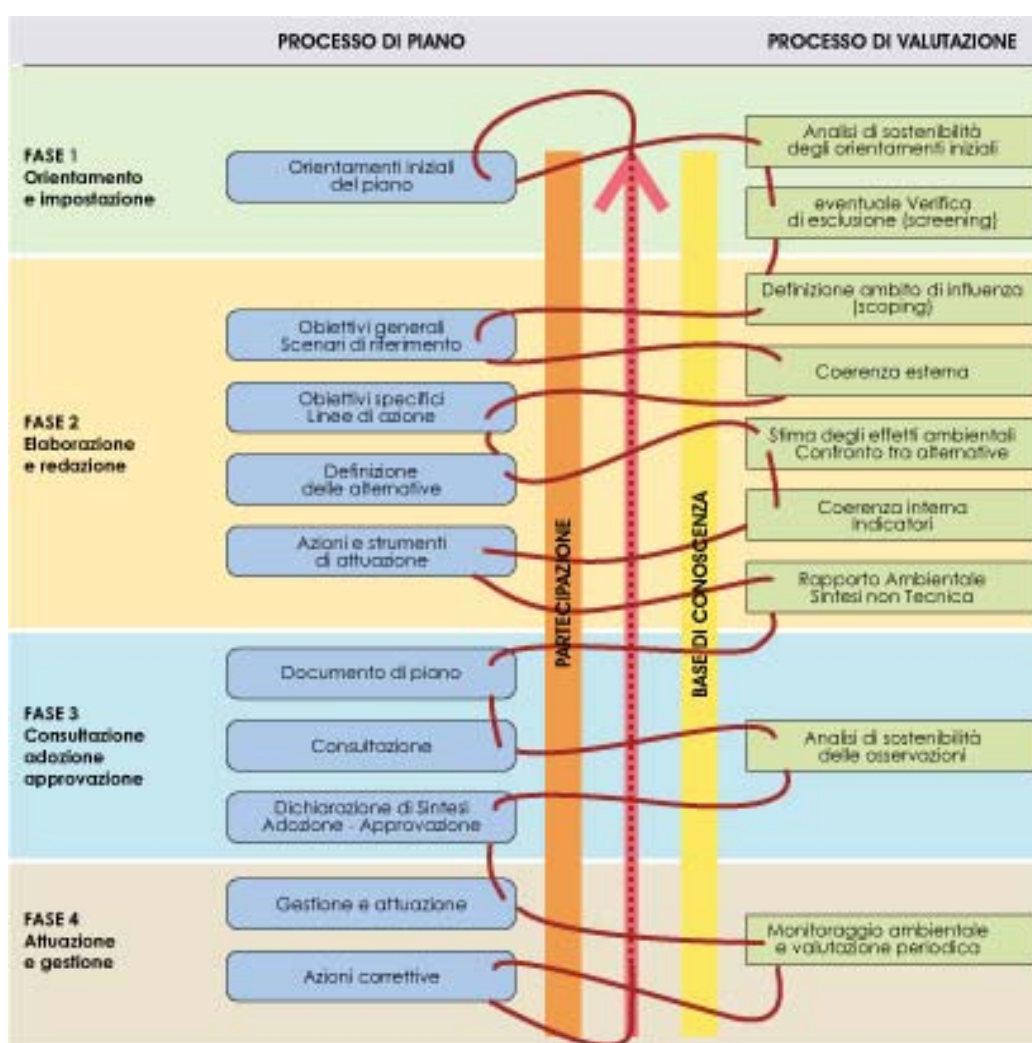 PROCESSO DI PIANO
PROCESSO DI VALUTAZIONE
FASE 1
Orientamento
e impostazione
Orientamenti iniziali
del piano
Analisi di sostenibilità
degli orientamenti iniziali
eventuale Verifica
di esclusione (screening)
FASE 2
Elaborazione
e redazione
Definizione ambito di influenza
(scoping)
Obiettivi generali
Scenari di riferimento
Coerenza esterna
Obiettivi specifici
Linee di azione
Stima degli effetti ambientali
Confronto tra alternative
Definizione
delle alternative
Coerenza interna
Indicatori
Azioni e strumenti
di attuazione
Rapporto Ambientale
Sintesi non Tecnica
PARTECIPAZIONE
BASE DI CONOSCENZA
FASE 3
Consultazione
adozione
approvazione
Documento di piano
Consultazione
Analisi di sostenibilità
delle osservazioni
Dichiarazione di Sintesi
Adozione - Approvazione
FASE 4
Attuazione
e gestione
Gestione e attuazione
Monitoraggio ambientale
e valutazione periodica
Azioni correttive